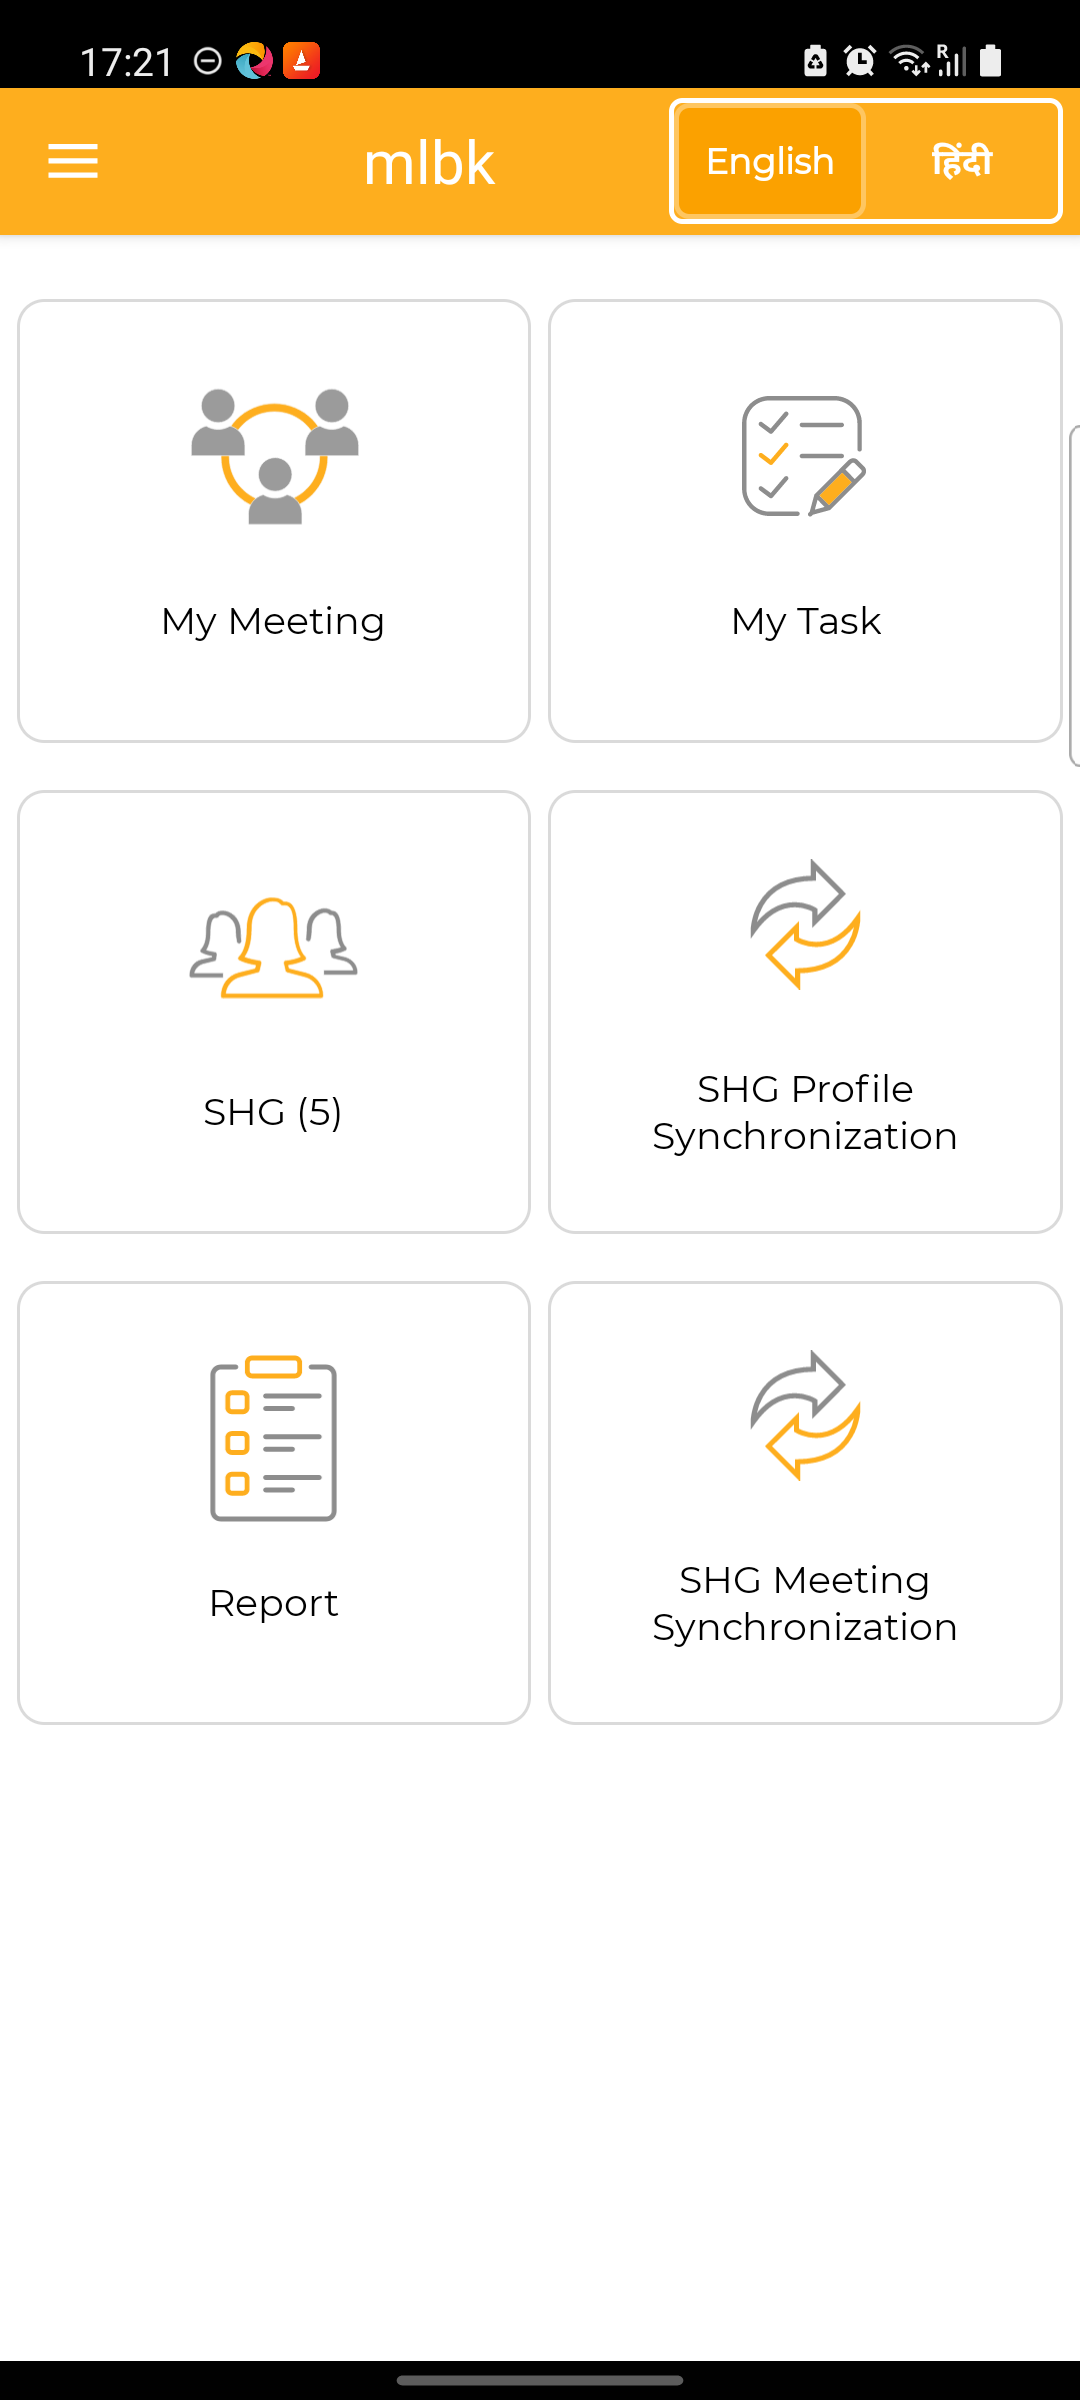 17:21
R
mlbk
English
हिंदी
My Meeting
My Task
SHG (5)
SHG Profile
Synchronization
Report
SHG Meeting
Synchronization